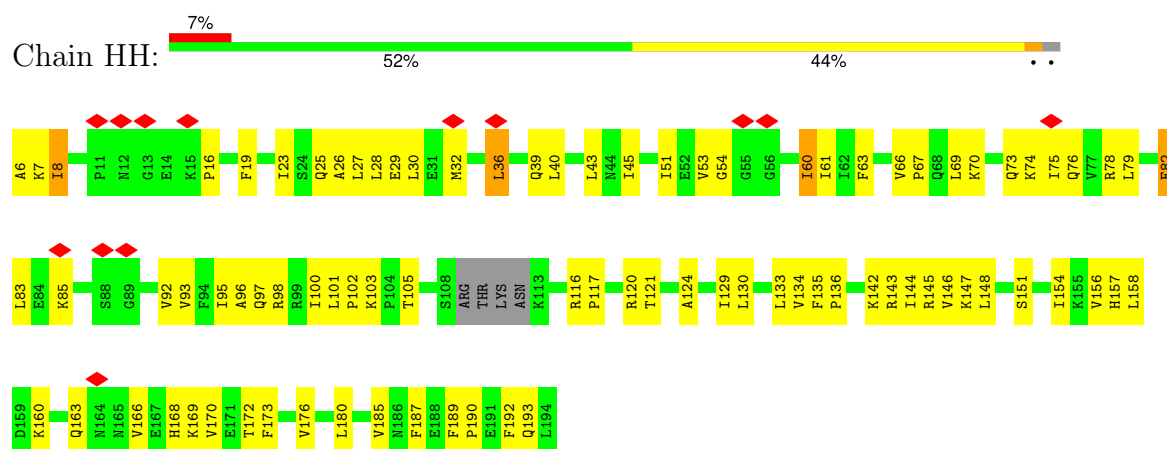 7%
Chain HH:
52% 44% • •
A6 K7 I8 P11 N12 G13 E14 K15 P16 F19 I23 S24 Q25 A26 L27 L28 E29 L30 E31 M32 L36 Q39 L40 L43 N44 I45 I51 E52 V53 G54 G55 G56 I60 I61 I62 F63 V66 P67 Q68 L69 K70 Q73 K74 I75 Q76 V77 R78 L79
L83 E84 K85 S88 G89 V92 V93 F94 I95 A96 Q97 R98 R99 I100 L101 P102 K103 P104 T105 S108 ARG THR LYS ASN K113 R116 P117 R120 T121 A124 I129 L130 L133 V134 F135 P136 K142 R143 I144 R145 V146 K147 L148 S151 I154 K155 V156 H157 L158
D159 K160 Q163 N164 N165 V166 E167 H168 K169 V170 E171 T172 F173 V176 L180 V185 N186 F187 E188 F189 P190 E191 F192 Q193 L194